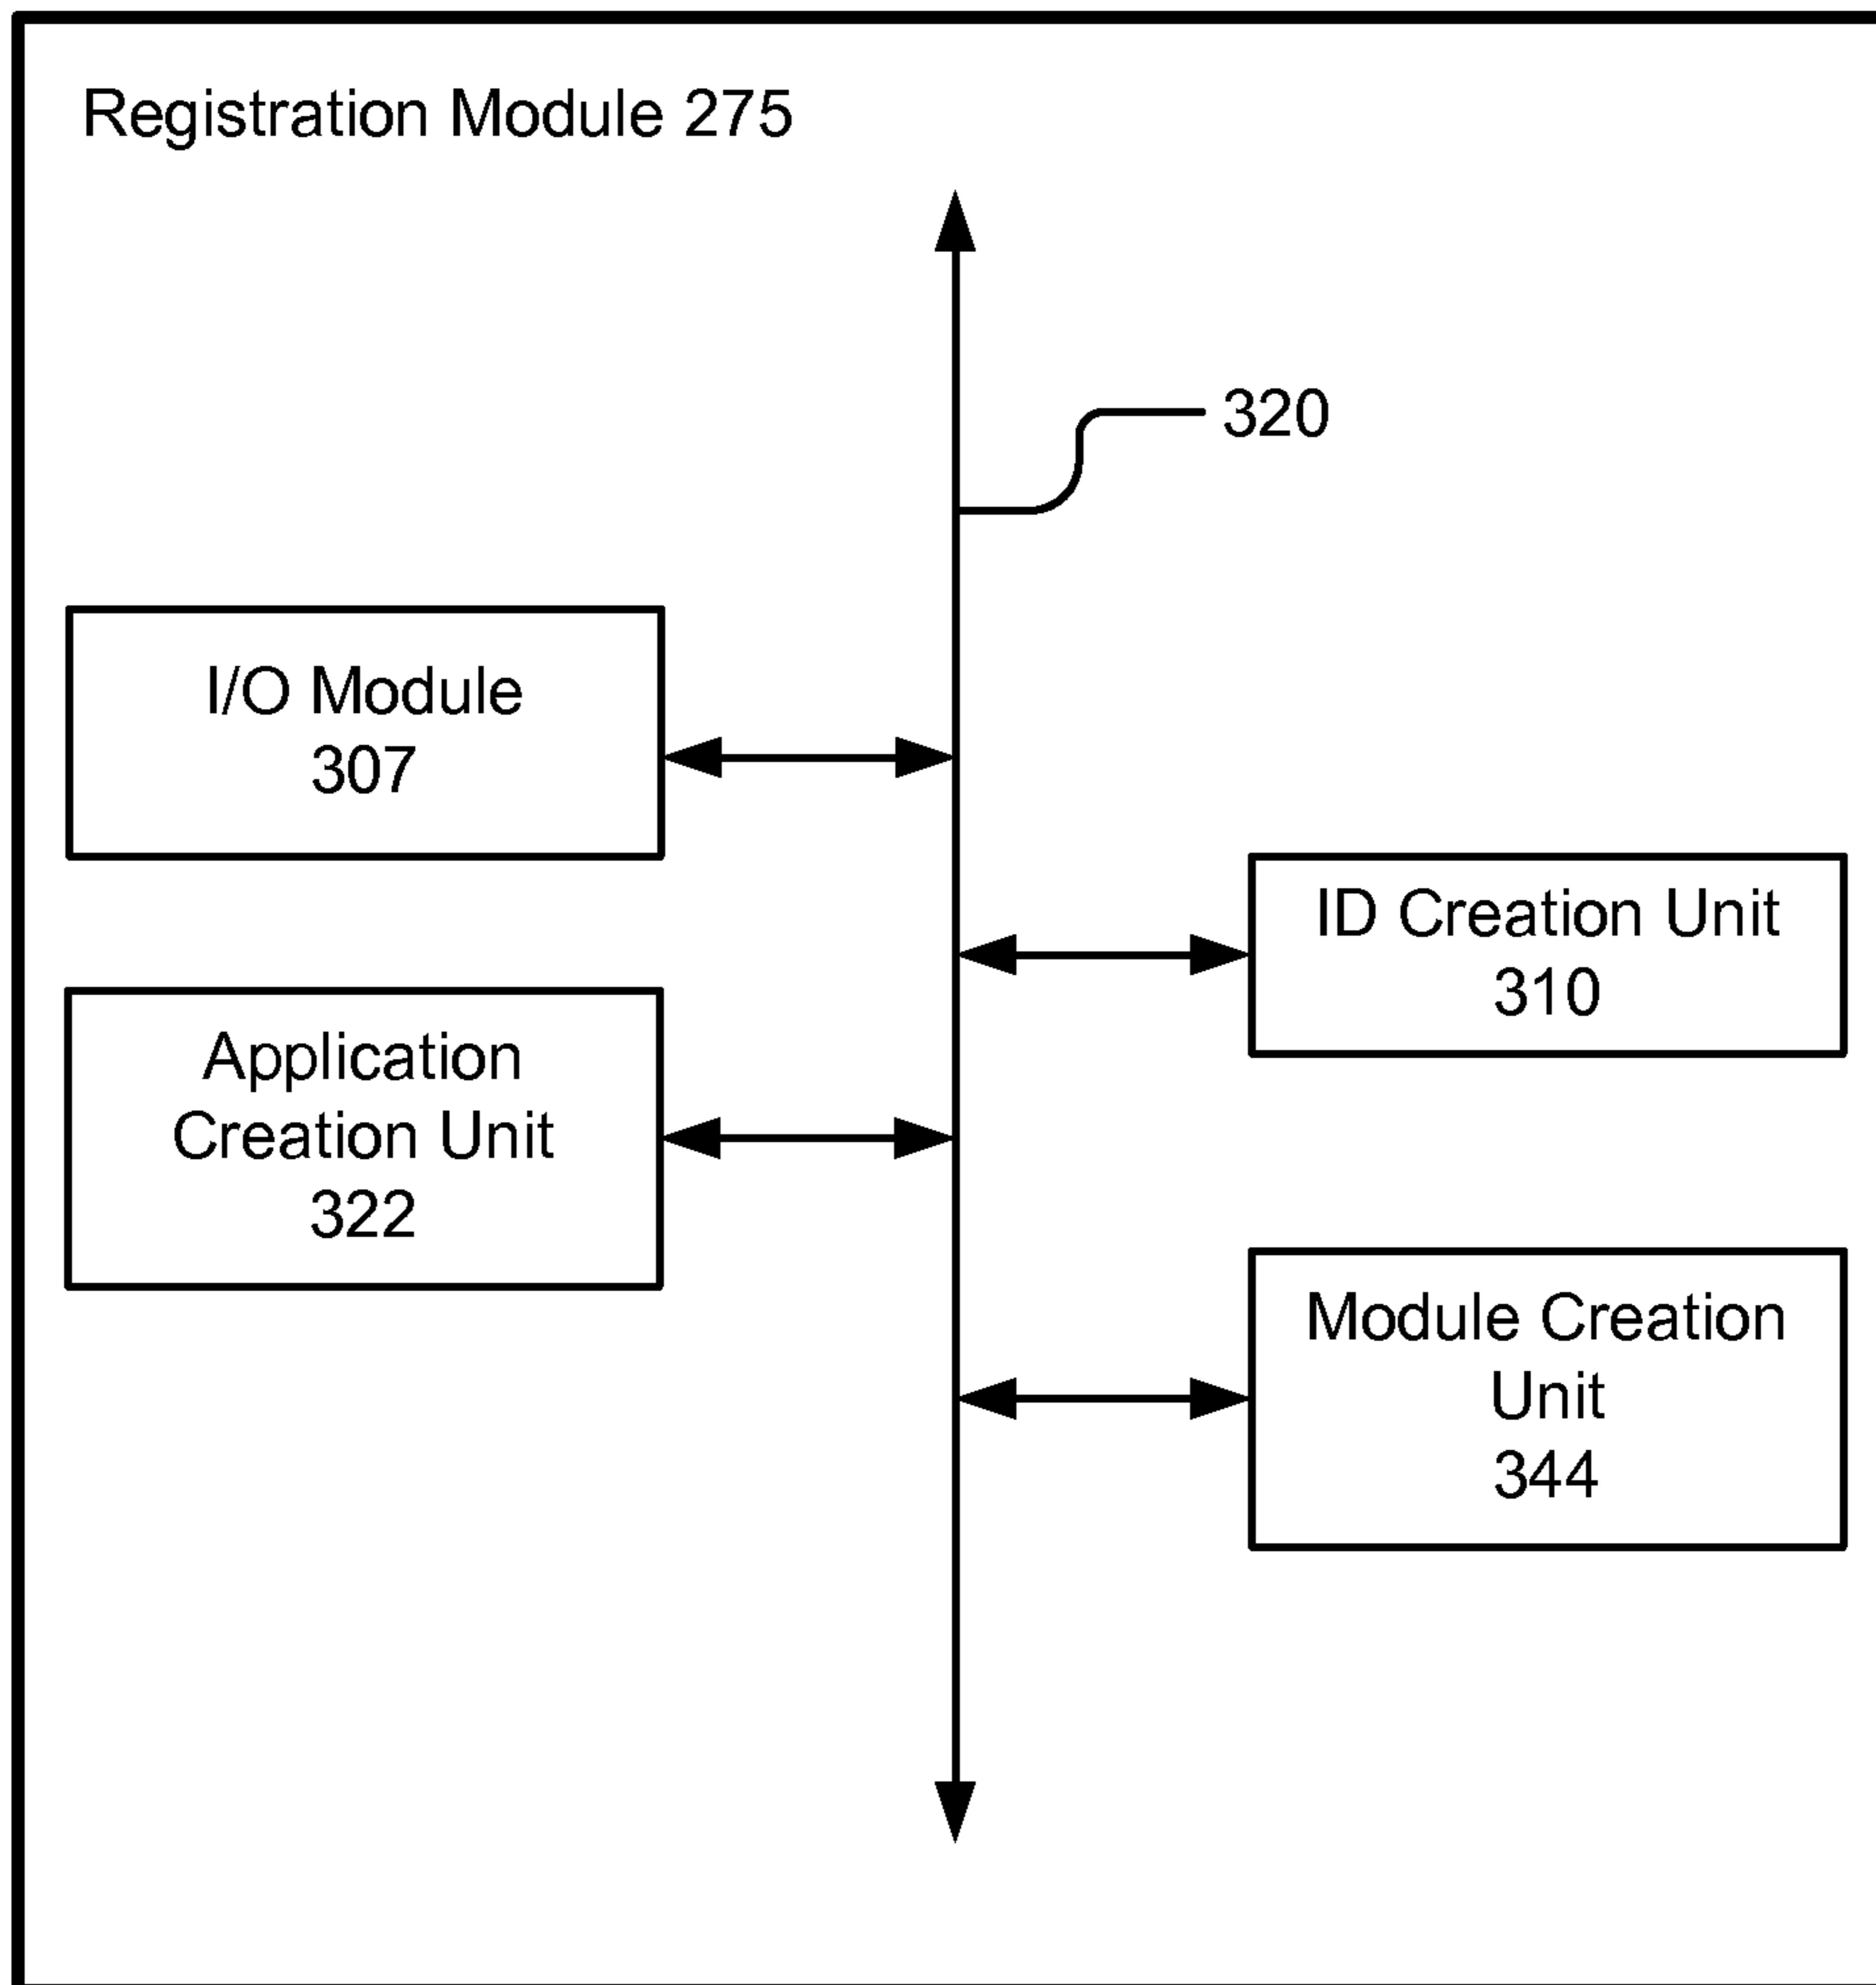 Registration Module 275
320
I/O Module
307
ID Creation Unit
310
Application
Creation Unit
322
Module Creation
Unit
344